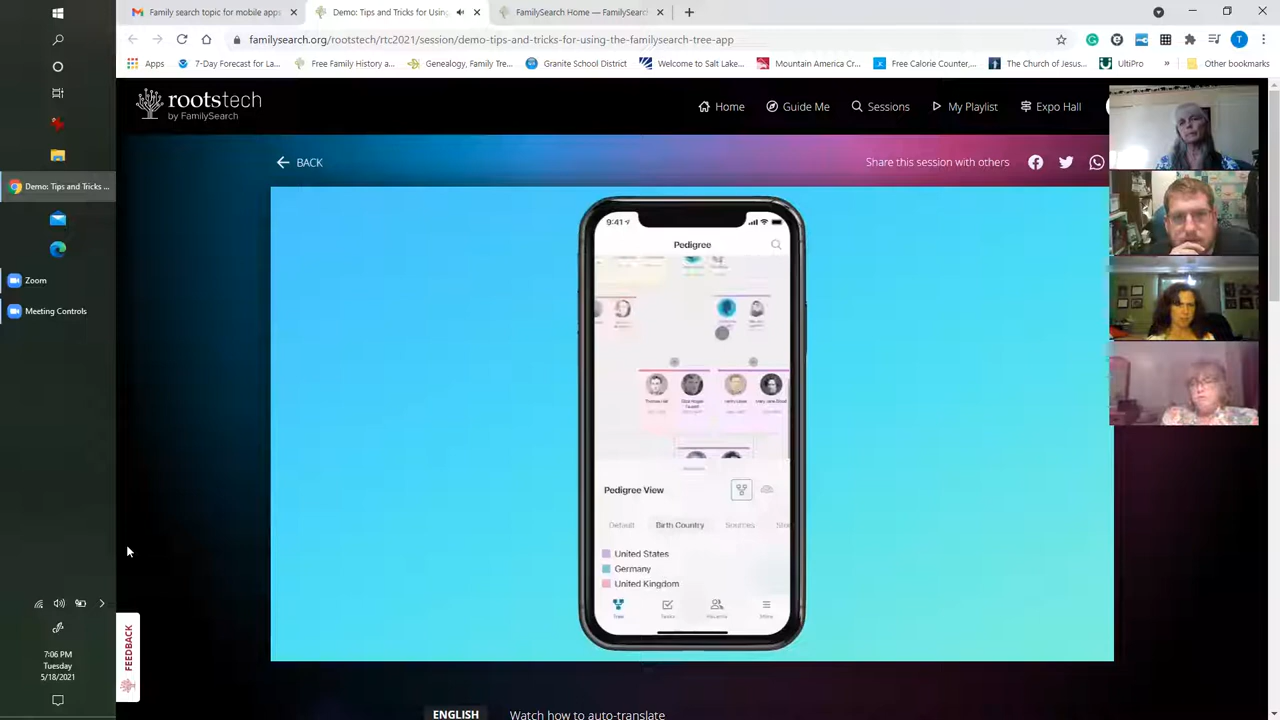 Family search topic for mobile apps
Demo: Tips and Tricks for Using
FamilySearch Home — FamilySearch
familysearch.org/rootstech/rtc2021/session/demo-tips-and-tricks-for-using-the-familysearch-tree-app
T
Apps
7-Day Forecast for La...
Free Family History a...
Genealogy, Family Tre...
Granite School District
Welcome to Salt Lake...
Mountain America Cr...
Free Calorie Counter,...
The Church of Jesus...
UltiPro
»
Other bookmarks
rootstech
by FamilySearch
Home
Guide Me
Sessions
My Playlist
Expo Hall
BACK
Share this session with others
Demo: Tips and Tricks ...
Zoom
Meeting Controls
9:41
Pedigree
Pedigree View
Default
Birth Country
Sources
United States
Germany
United Kingdom
Tree
FEEDBACK
7:06 PM
Tuesday
5/18/2021
ENGLISH
Watch how to auto-translate